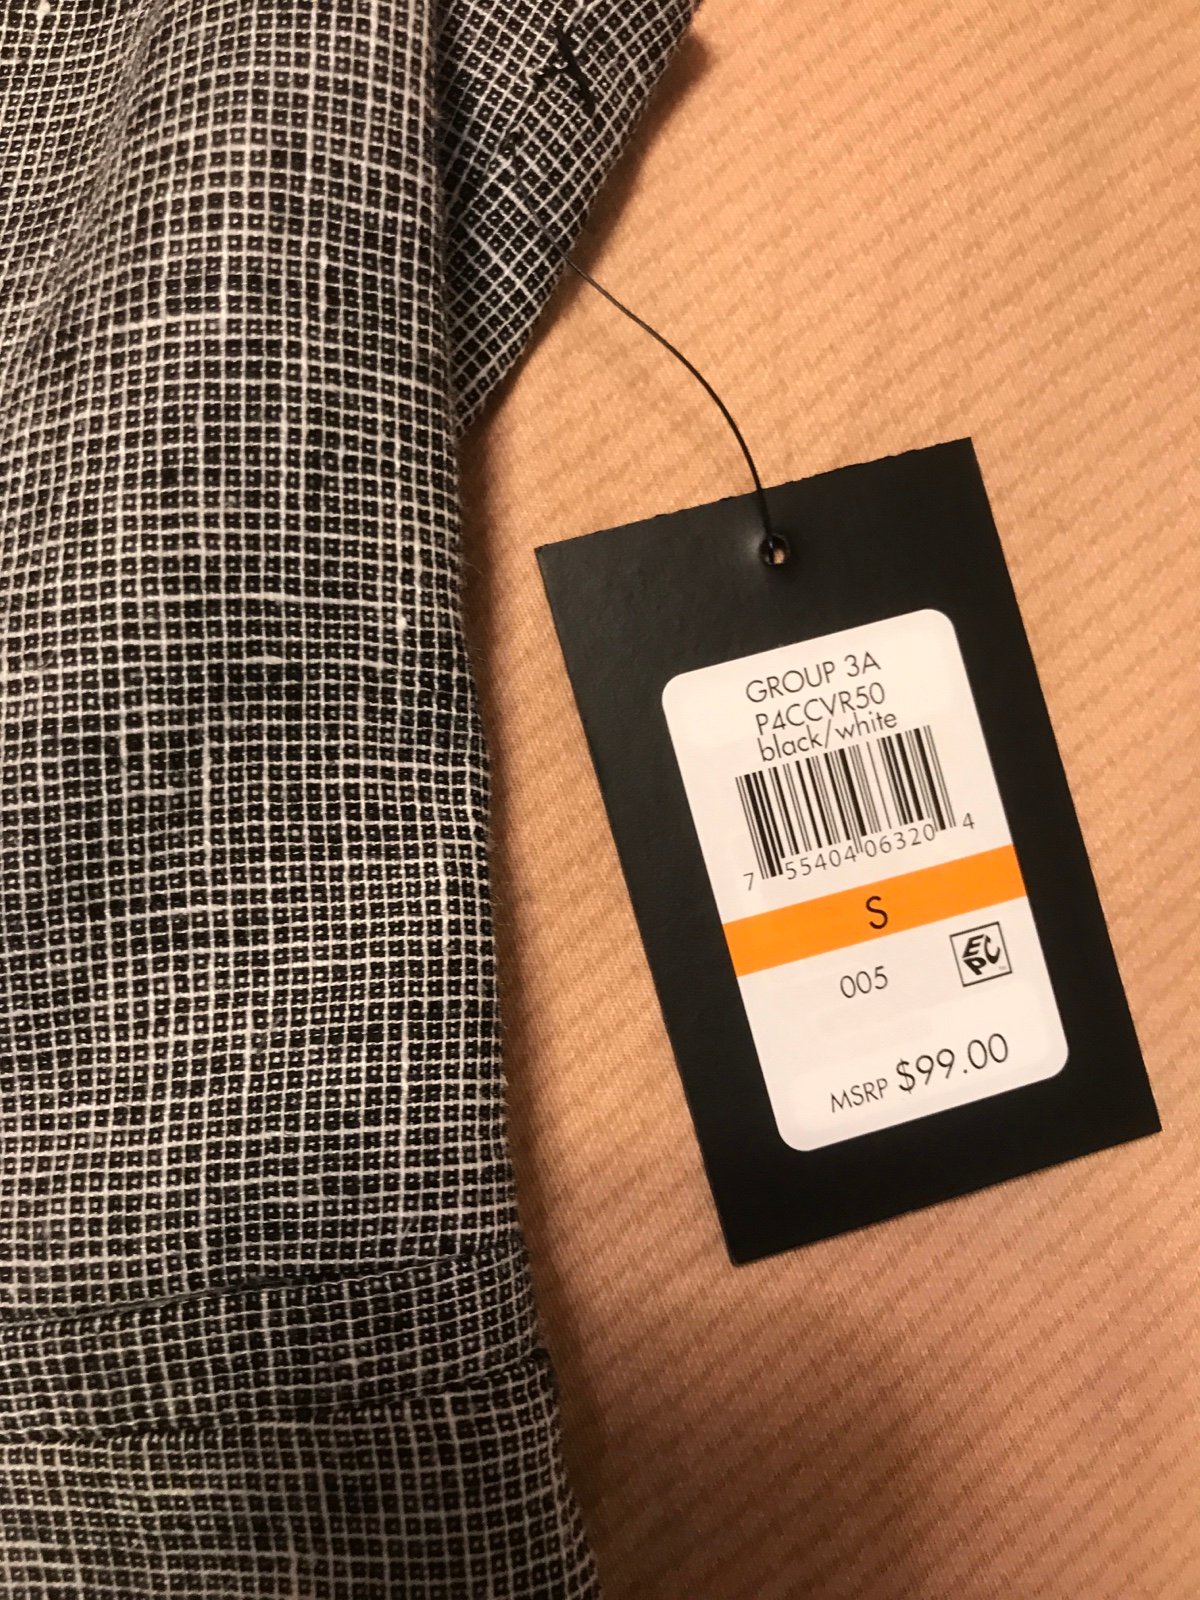 GROUP 3A
P4CCVR50
black/white
7 55404 06320 4
S
005
EPC
MSRP $99.00